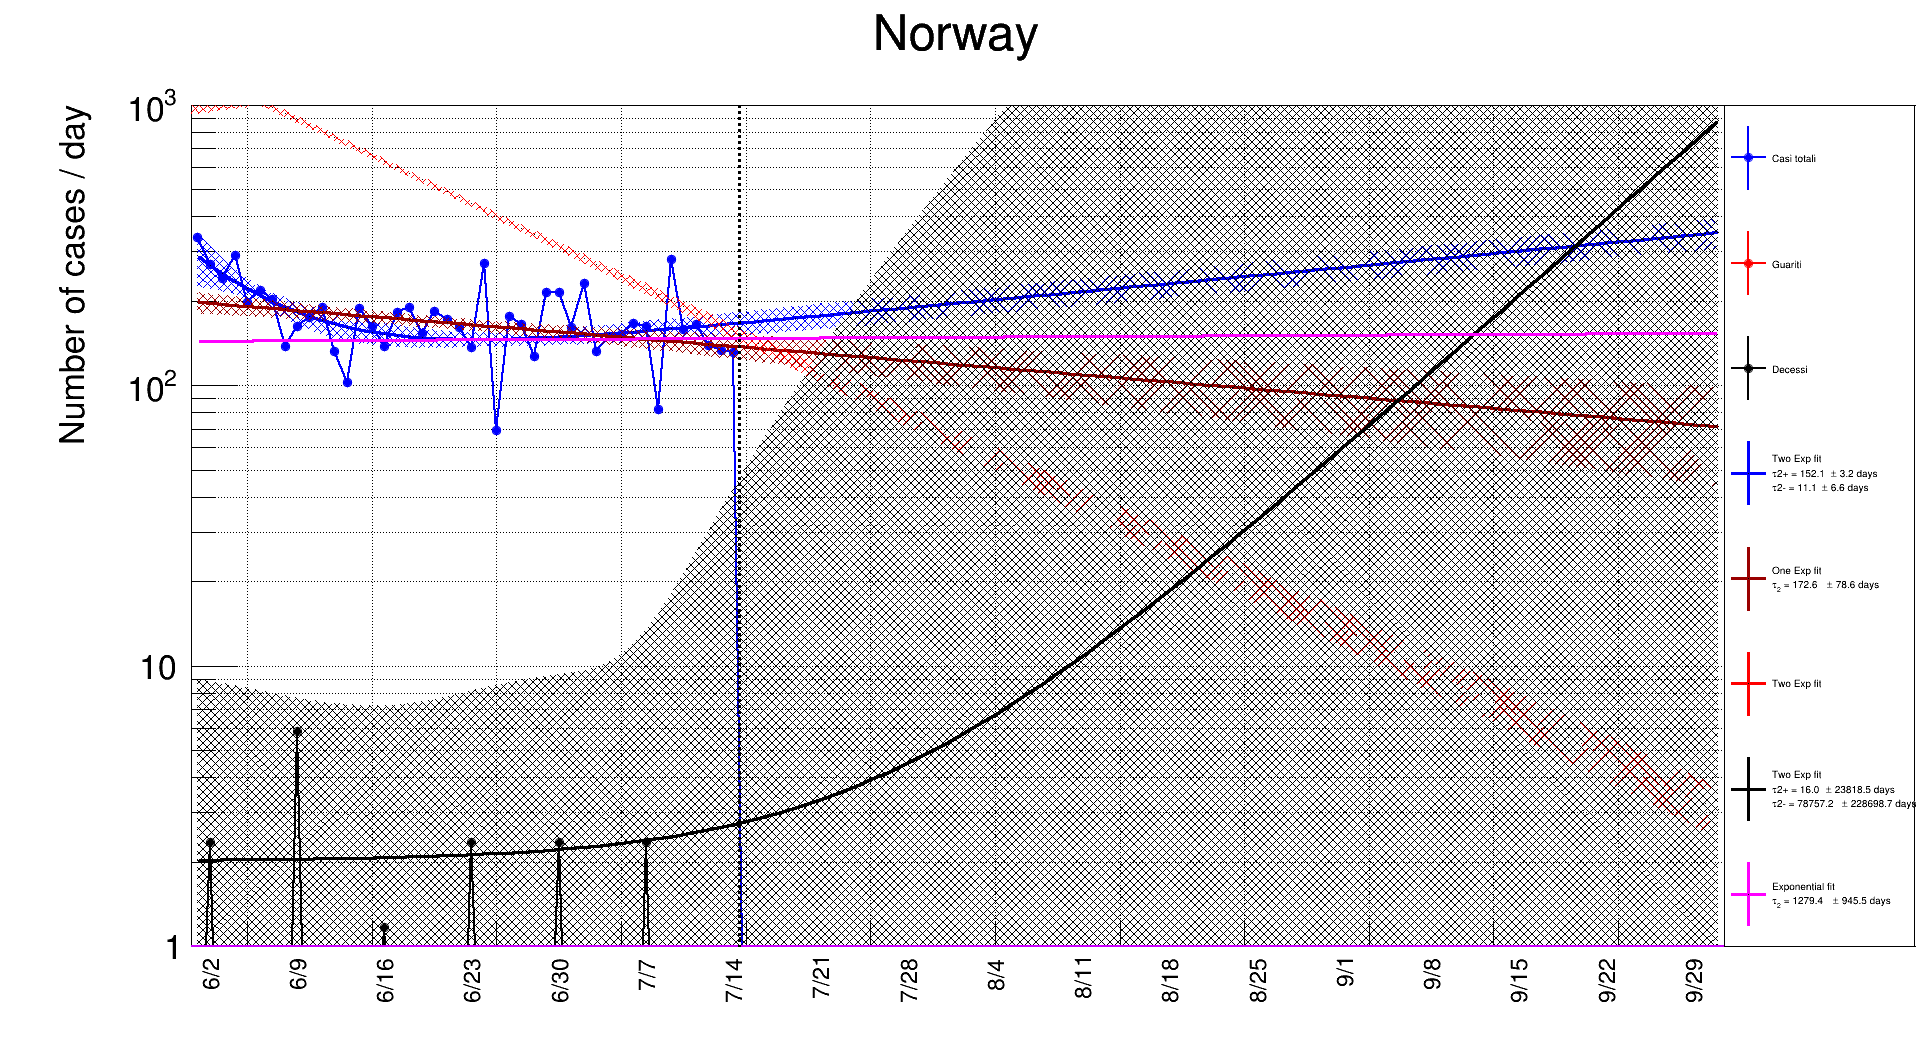 Norway
Number of cases / day
10³
10²
10
1
6/2 6/9 6/16 6/23 6/30 7/7 7/14 7/21 7/28 8/4 8/11 8/18 8/25 9/1 9/8 9/15 9/22 9/29
Casi totali
Guariti
Decessi
Two Exp fit
τ2+ = 152.1 ± 3.2 days
τ2- = 11.1 ± 6.6 days
One Exp fit
τ₂ = 172.6 ± 78.6 days
Two Exp fit
Two Exp fit
τ2+ = 16.0 ± 23818.5 days
τ2- = 78757.2 ± 228698.7 days
Exponential fit
τ₂ = 1279.4 ± 945.5 days